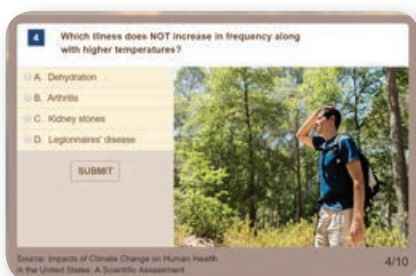 4 Which illness does NOT increase in frequency along
with higher temperatures?
A. Dehydration
B. Arthritis
C. Kidney stones
D. Legionnaires' disease
SUBMIT
Source: Impacts of Climate Change on Human Health
in the United States: A Scientific Assessment
4/10